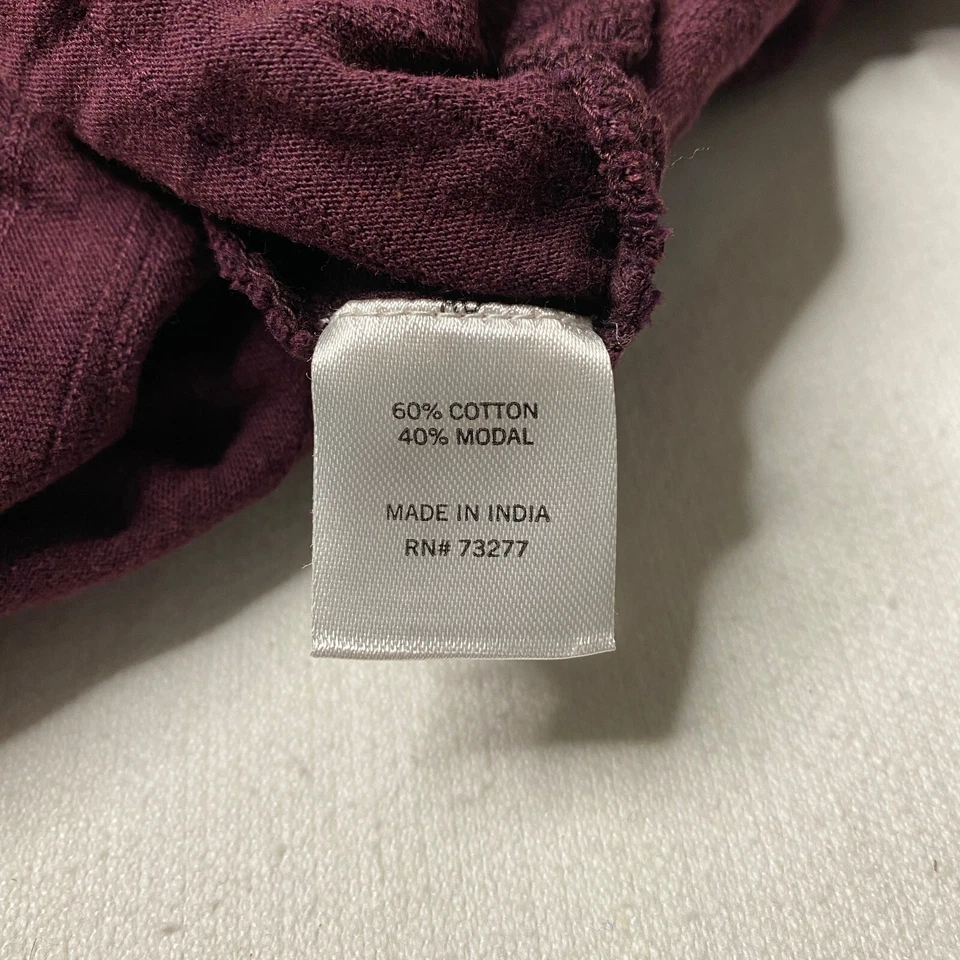 60% COTTON
40% MODAL
MADE IN INDIA
RN# 73277